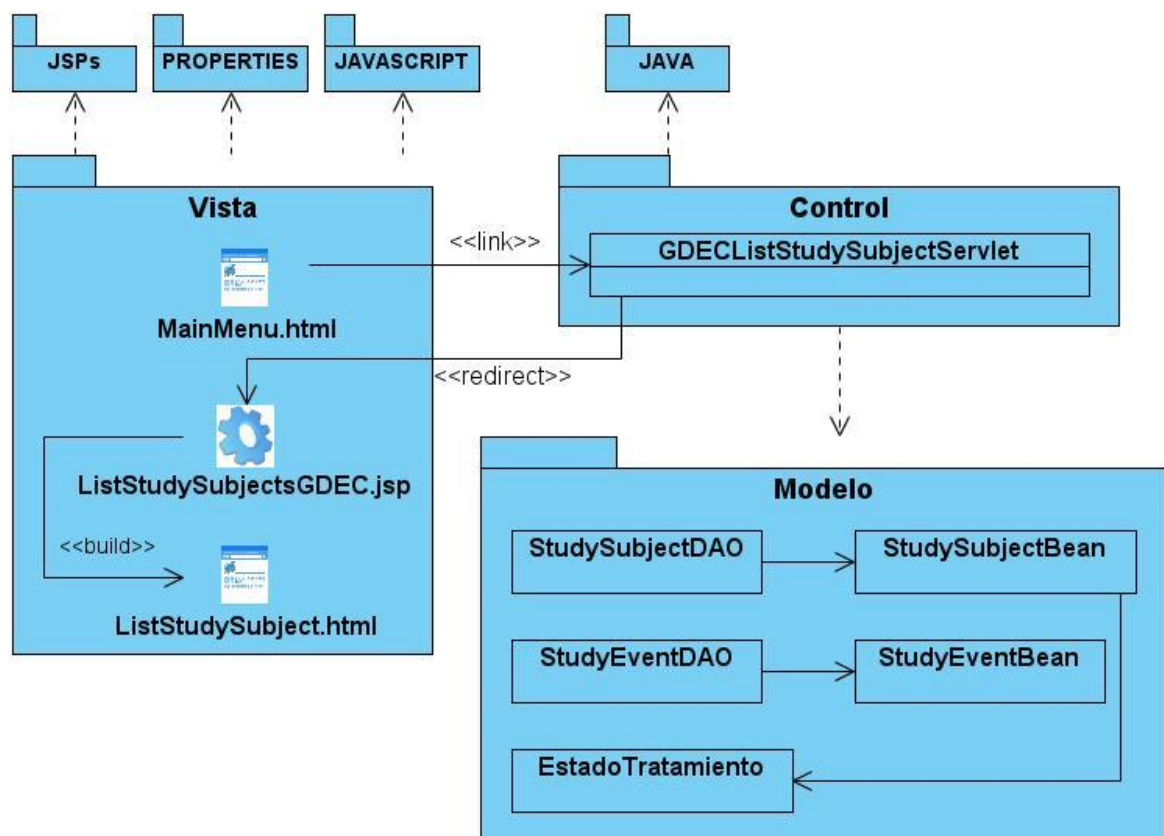 JSPs
PROPERTIES
JAVASCRIPT
JAVA
Vista
MainMenu.html
ListStudySubjectsGDEC.jsp
<<build>>
ListStudySubject.html
<<link>>
<<redirect>>
Control
GDECListStudySubjectServlet
Modelo
StudySubjectDAO
StudySubjectBean
StudyEventDAO
StudyEventBean
EstadoTratamiento